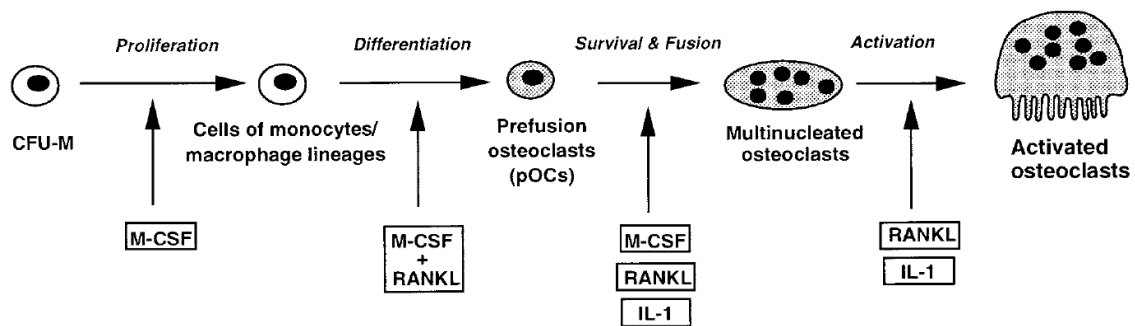 Proliferation
Differentiation
Survival & Fusion
Activation
CFU-M
Cells of monocytes/
macrophage lineages
Prefusion
osteoclasts
(pOCs)
Multinucleated
osteoclasts
Activated
osteoclasts
M-CSF
M-CSF
+
RANKL
M-CSF
RANKL
IL-1
RANKL
IL-1